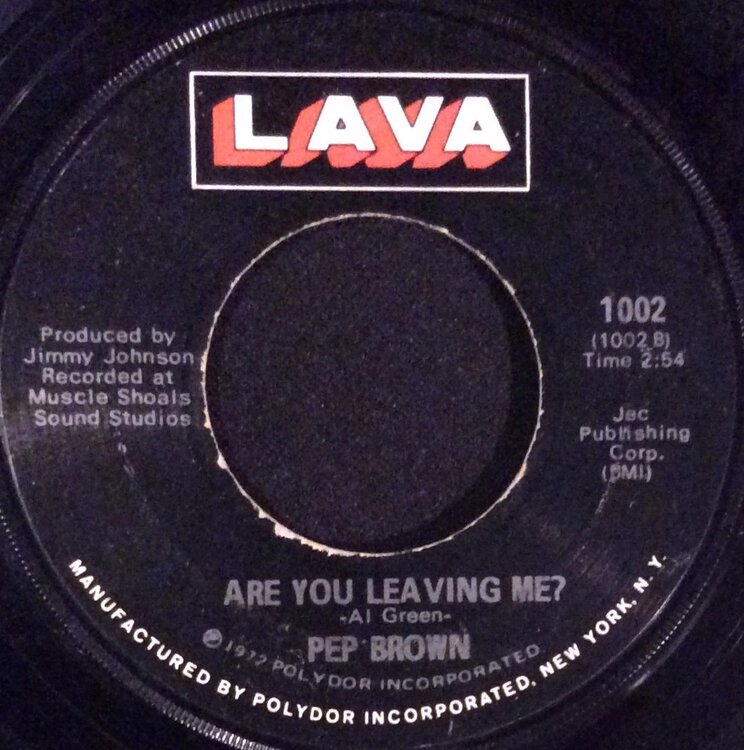 LAVA
Produced by
Jimmy Johnson
Recorded at
Muscle Shoals
Sound Studios
1002
(1002 B)
Time 2:54
Jec
Publishing
Corp.
(BMI)
ARE YOU LEAVING ME?
-Al Green-
PEP BROWN
℗ 1972 POLYDOR INCORPORATED
MANUFACTURED BY POLYDOR INCORPORATED, NEW YORK, N.Y.